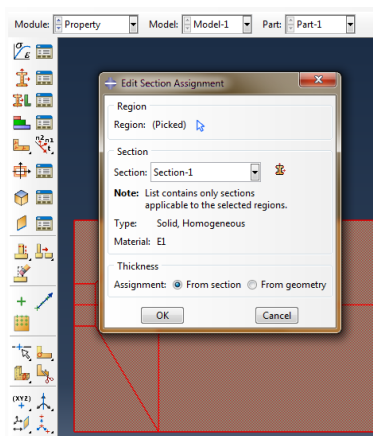 Module: Property Model: Model-1 Part: Part-1
Edit Section Assignment
Region
Region: (Picked)
Section
Section: Section-1
Note: List contains only sections
applicable to the selected regions.
Type: Solid, Homogeneous
Material: E1
Thickness
Assignment: From section From geometry
OK Cancel
σ
ε
n2
n1
(XYZ)